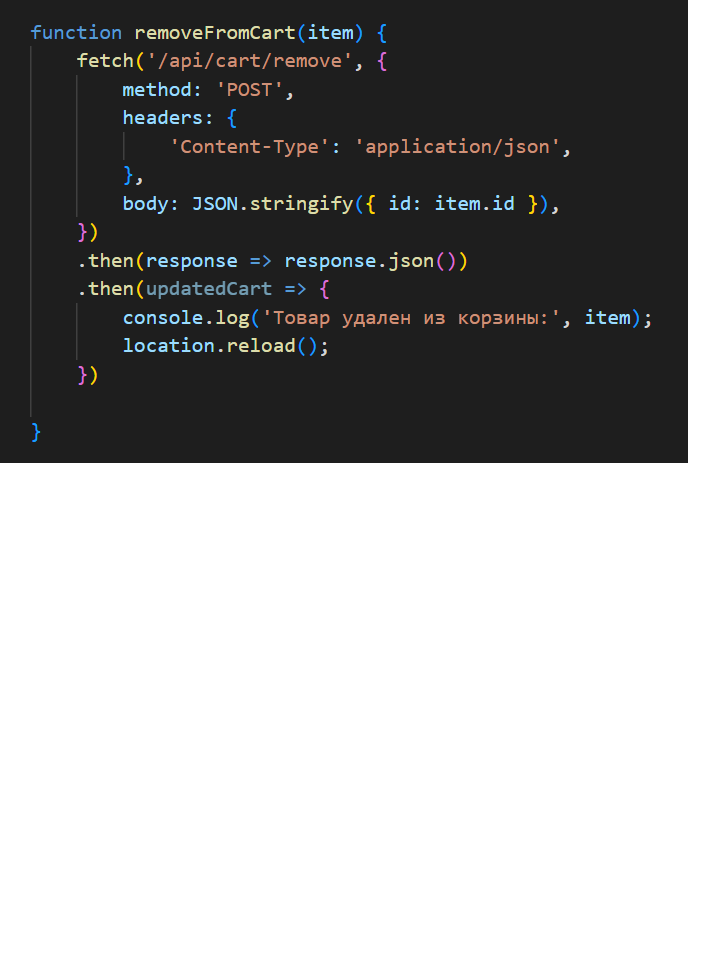 function removeFromCart(item) {
    fetch('/api/cart/remove', {
        method: 'POST',
        headers: {
            'Content-Type': 'application/json',
        },
        body: JSON.stringify({ id: item.id }),
    })
    .then(response => response.json())
    .then(updatedCart => {
        console.log('Товар удален из корзины:', item);
        location.reload();
    })
}